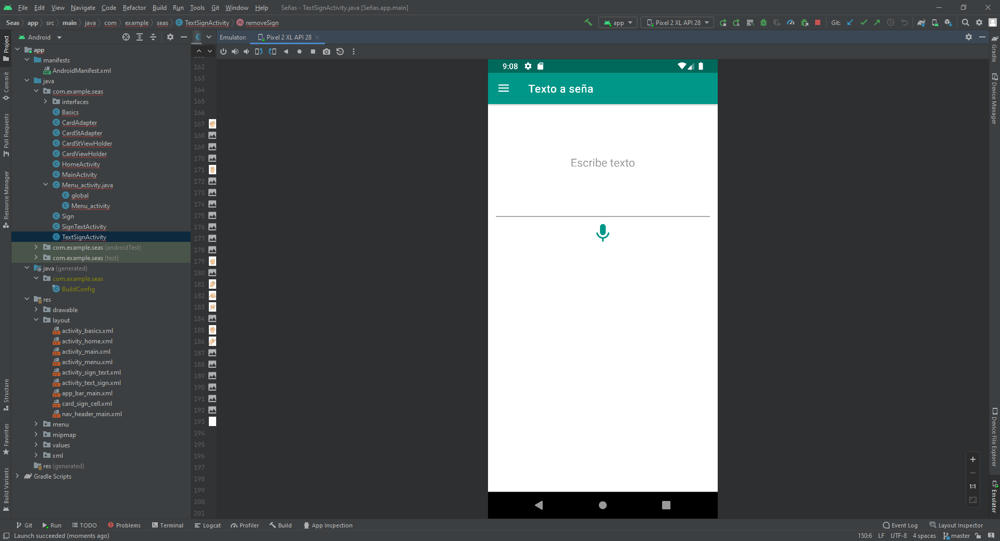 File Edit View Navigate Code Refactor Build Run Tools Git Window Help Señas - TextSignActivity.java [Señas.app.main]
Seas app src main java com example seas TextSignActivity removeSign app Pixel 2 XL API 28 Git:
Android Emulator: Pixel 2 XL API 28
Project
Commit
Pull Requests
Resource Manager
Structure
Favorites
Build Variants
app
manifests
AndroidManifest.xml
java
com.example.seas
interfaces
Basics
CardAdapter
CardStAdapter
CardStViewHolder
CardViewHolder
HomeActivity
MainActivity
Menu_activity.java
global
Menu_activity
Sign
SignTextActivity
TextSignActivity
com.example.seas (androidTest)
com.example.seas (test)
java (generated)
com.example.seas
BuildConfig
res
drawable
layout
activity_basics.xml
activity_home.xml
activity_main.xml
activity_menu.xml
activity_sign_text.xml
activity_text_sign.xml
app_bar_main.xml
card_sign_cell.xml
nav_header_main.xml
menu
mipmap
values
xml
res (generated)
Gradle Scripts
162
163
164
165
166
167
168
169
170
171
172
173
174
175
176
177
178
179
180
181
182
183
184
185
186
187
188
189
190
191
192
193
194
195
196
197
198
199
200
201
9:08
Texto a seña
Escribe texto
1:1
Gradle
Device Manager
Device File Explorer
Emulator
Git Run TODO Problems Terminal Logcat Profiler Build App Inspection Event Log Layout Inspector
Launch succeeded (moments ago) 150:6 LF UTF-8 4 spaces master